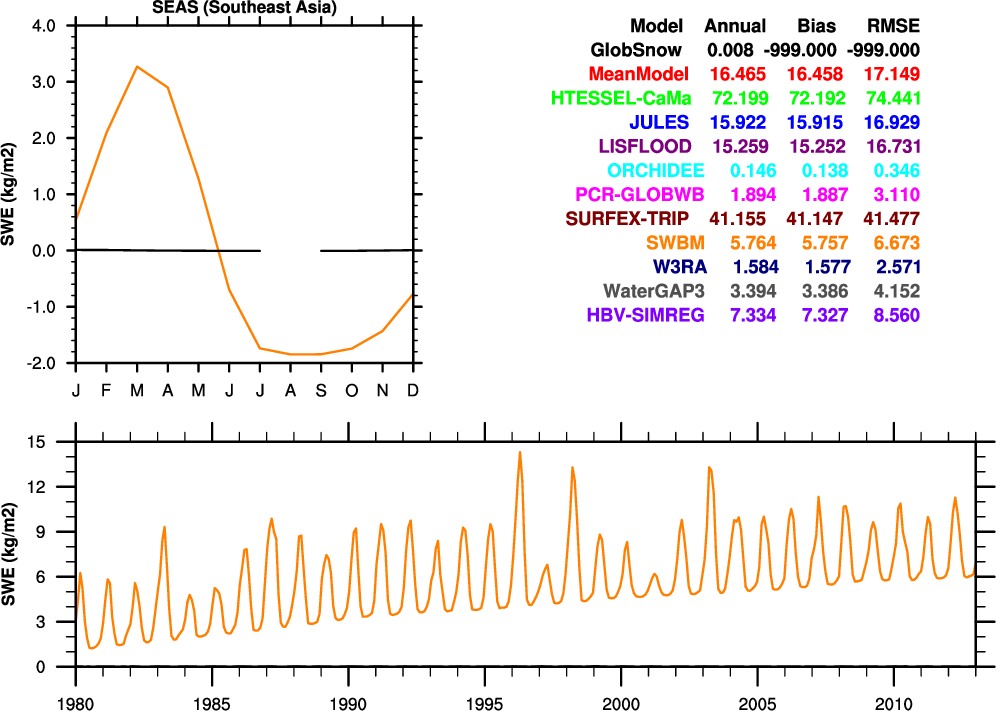 SEAS (Southeast Asia)
4.0
3.0
2.0
1.0
0.0
-1.0
-2.0
SWE (kg/m2)
J F M A M J J A S O N D
Model Annual Bias RMSE
GlobSnow 0.008 -999.000 -999.000
MeanModel 16.465 16.458 17.149
HTESSEL-CaMa 72.199 72.192 74.441
JULES 15.922 15.915 16.929
LISFLOOD 15.259 15.252 16.731
ORCHIDEE 0.146 0.138 0.346
PCR-GLOBWB 1.894 1.887 3.110
SURFEX-TRIP 41.155 41.147 41.477
SWBM 5.764 5.757 6.673
W3RA 1.584 1.577 2.571
WaterGAP3 3.394 3.386 4.152
HBV-SIMREG 7.334 7.327 8.560
15
12
9
6
3
0
SWE (kg/m2)
1980 1985 1990 1995 2000 2005 2010